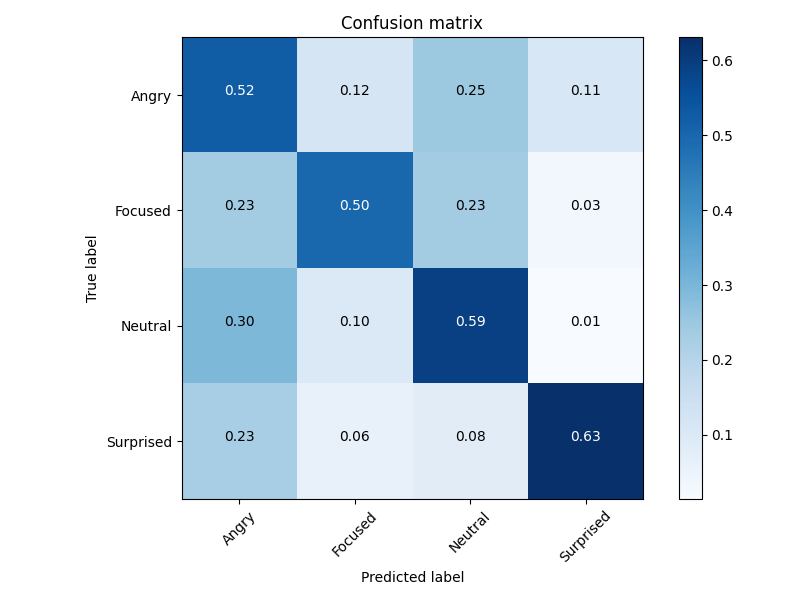 Confusion matrix
Angry 0.52 0.12 0.25 0.11
Focused 0.23 0.50 0.23 0.03
Neutral 0.30 0.10 0.59 0.01
Surprised 0.23 0.06 0.08 0.63
Angry Focused Neutral Surprised
Predicted label
True label
0.6
0.5
0.4
0.3
0.2
0.1